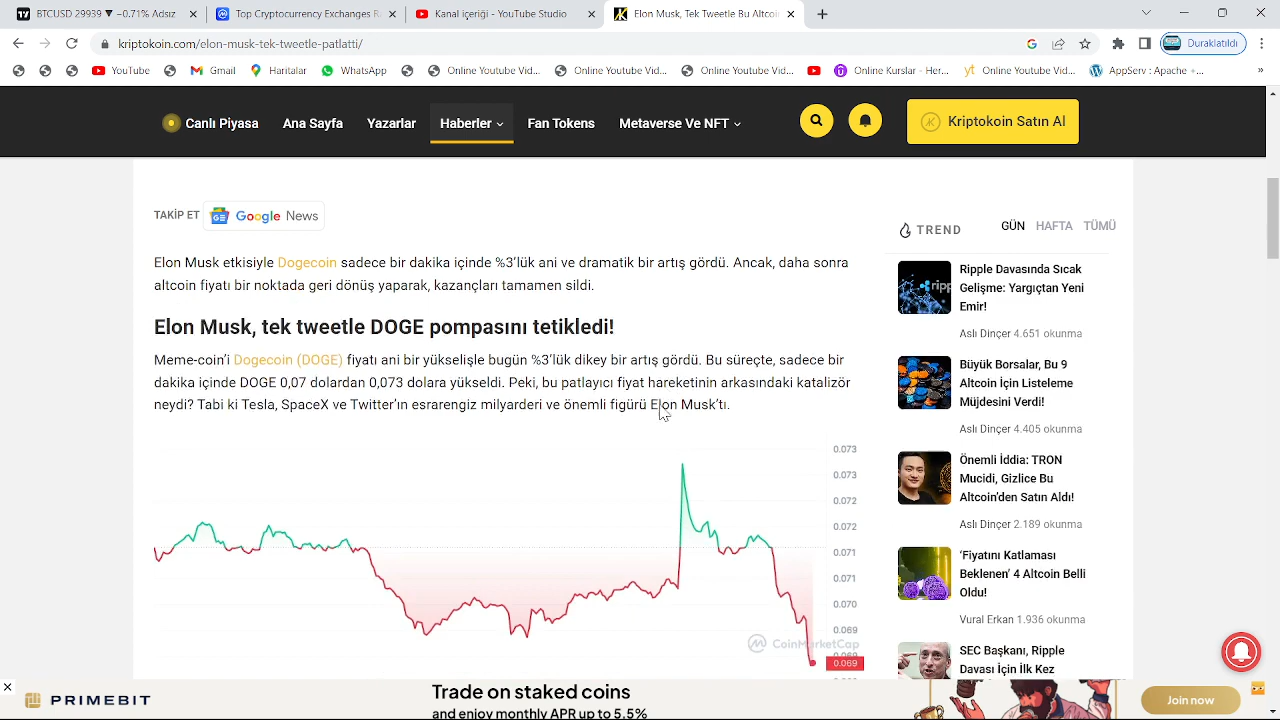 BTCUSD 29309 ▼ −0.71% Adsız
Top Cryptocurrency Exchanges R
Kanal içeriği - YouTube Studio
Elon Musk, Tek Tweetle Bu Altcoi
kriptokoin.com/elon-musk-tek-tweetle-patlatti/
Duraklatıldı
YouTube
Gmail
Haritalar
WhatsApp
Online Youtube Vid...
Online Youtube Vid...
Online Youtube Vid...
Online Kurslar - Her...
yt Online Youtube Vid...
AppServ : Apache +...
»
Canlı Piyasa
Ana Sayfa
Yazarlar
Haberler
Fan Tokens
Metaverse Ve NFT
Kriptokoin Satın Al
TAKİP ET
GE Google News
Elon Musk etkisiyle Dogecoin sadece bir dakika içinde %3’lük ani ve dramatik bir artış gördü. Ancak, daha sonra
altcoin fiyatı bir noktada geri dönüş yaparak, kazançları tamamen sildi.
Elon Musk, tek tweetle DOGE pompasını tetikledi!
Meme-coin’i Dogecoin (DOGE) fiyatı ani bir yükselişle bugün %3’lük dikey bir artış gördü. Bu süreçte, sadece bir
dakika içinde DOGE 0,07 dolardan 0,073 dolara yükseldi. Peki, bu patlayıcı fiyat hareketinin arkasındaki katalizör
neydi? Tabi ki Tesla, SpaceX ve Twitter’ın esrarengiz milyarderi ve önemli figürü Elon Musk’tı.
0.073
0.073
0.072
0.072
0.071
0.071
0.070
0.069
0.069
0.069
CoinMarketCap
TREND
GÜN HAFTA TÜMÜ
ripp
Ripple Davasında Sıcak
Gelişme: Yargıçtan Yeni
Emir!
Aslı Dinçer 4.651 okunma
Büyük Borsalar, Bu 9
Altcoin İçin Listeleme
Müjdesini Verdi!
Aslı Dinçer 4.405 okunma
Önemli İddia: TRON
Mucidi, Gizlice Bu
Altcoin’den Satın Aldı!
Aslı Dinçer 2.189 okunma
‘Fiyatını Katlaması
Beklenen’ 4 Altcoin Belli
Oldu!
Vural Erkan 1.936 okunma
SEC Başkanı, Ripple
Davası İçin İlk Kez
PRIMEBIT
Trade on staked coins
and enjoy monthly APR up to 5.5%
Join now